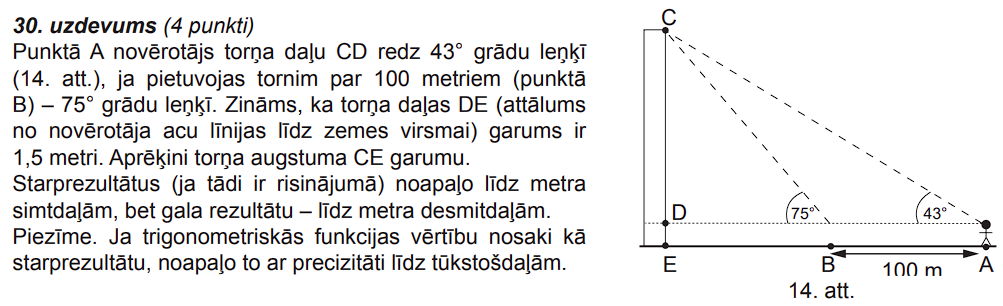 30. uzdevums (4 punkti)
Punktā A novērotājs torņa daļu CD redz 43° grādu leņķī
(14. att.), ja pietuvojas tornim par 100 metriem (punktā
B) – 75° grādu leņķī. Zināms, ka torņa daļas DE (attālums
no novērotāja acu līnijas līdz zemes virsmai) garums ir
1,5 metri. Aprēķini torņa augstuma CE garumu.
Starprezultātus (ja tādi ir risinājumā) noapaļo līdz metra
simtdaļām, bet gala rezultātu – līdz metra desmitdaļām.
Piezīme. Ja trigonometriskās funkcijas vērtību nosaki kā
starprezultātu, noapaļo to ar precizitāti līdz tūkstošdaļām.
C
D
75°
43°
E
B
100 m
A
14. att.